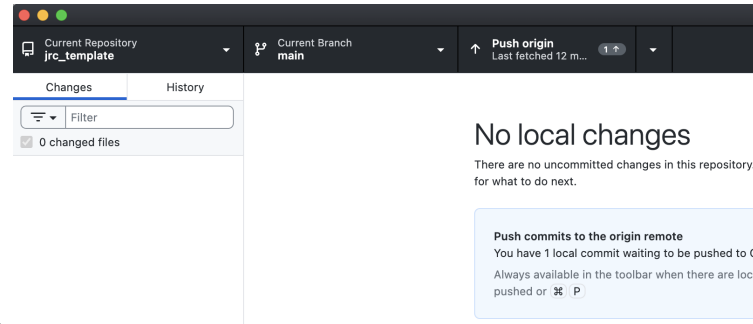 Current Repository
jrc_template
Current Branch
main
Push origin
Last fetched 12 m...
1
Changes
History
Filter
0 changed files
No local changes
There are no uncommitted changes in this repository.
for what to do next.
Push commits to the origin remote
You have 1 local commit waiting to be pushed to
Always available in the toolbar when there are
pushed or ⌘ P